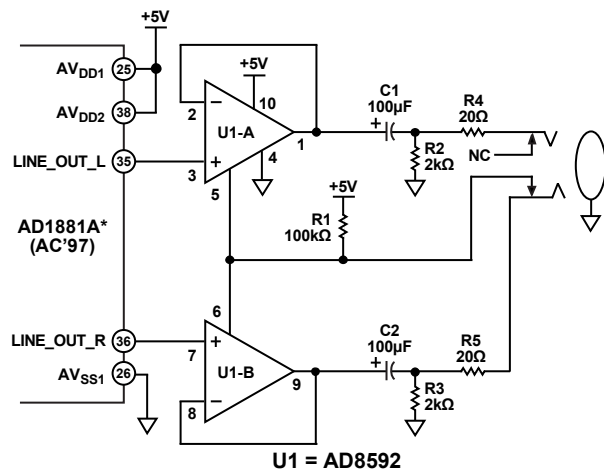 +5V
AVDD1 25
AVDD2 38
LINE_OUT_L 35
AD1881A*
(AC'97)
LINE_OUT_R 36
AVSS1 26
+5V
10
2
−
U1-A
1
+
3
4
5
C1
100µF
+
R4
20Ω
R2
2kΩ
NC
+5V
R1
100kΩ
6
7
+
U1-B
9
−
8
C2
100µF
+
R5
20Ω
R3
2kΩ
U1 = AD8592